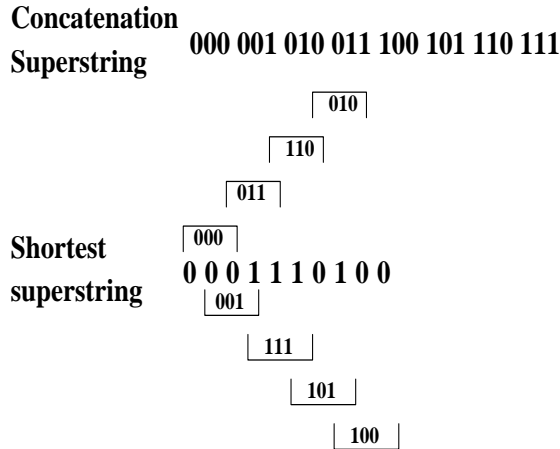 Concatenation
Superstring
000 001 010 011 100 101 110 111
010
110
011
000
Shortest
superstring
0 0 0 1 1 1 0 1 0 0
001
111
101
100